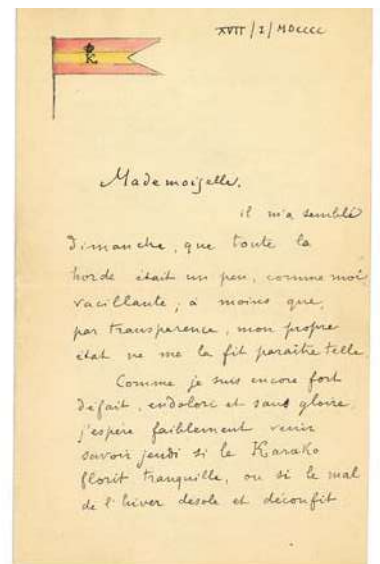 XVII/I/MDCCCC
K
Mademoiselle.
il m'a semblé
Dimanche, que toute la
horde était un peu, comme moi,
vacillante; à moins que,
par transparence, mon propre
état ne me la fit paraître telle.
Comme je suis encore fort
défait, endolori et sans gloire,
j'espère faiblement venir
savoir jeudi si le Karako
florit tranquille, ou si le mal
de l'hiver desole et déconfit